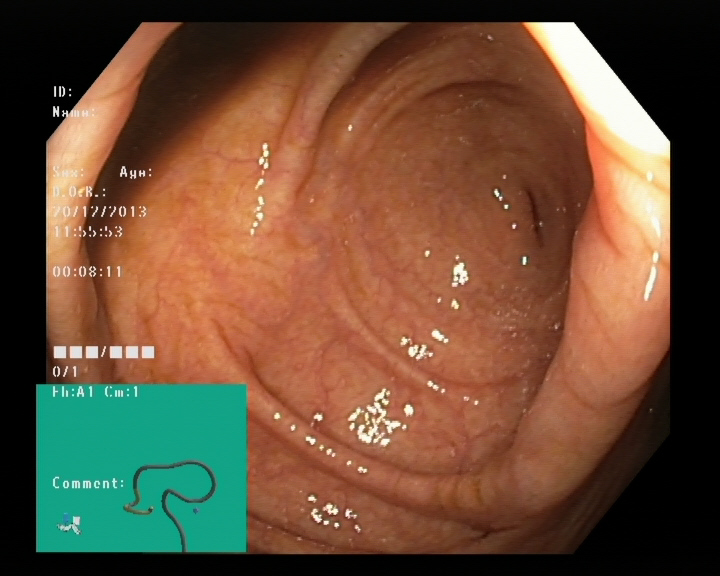 ID:
Name:
Sex: Age:
D.O.B.:
20/12/2013
11:55:53
00:08:11
■■■/■■■
0/1
Eh:A1 Cm:1
Comment: